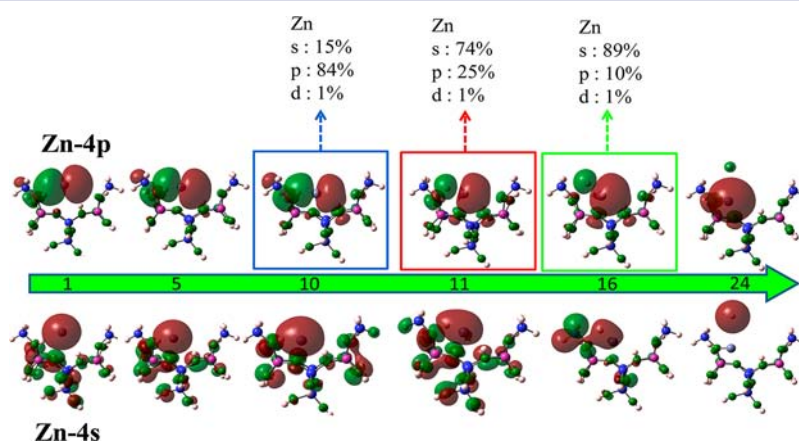 Zn
s : 15%
p : 84%
d : 1%
Zn
s : 74%
p : 25%
d : 1%
Zn
s : 89%
p : 10%
d : 1%
Zn-4p
1 5 10 11 16 24
Zn-4s